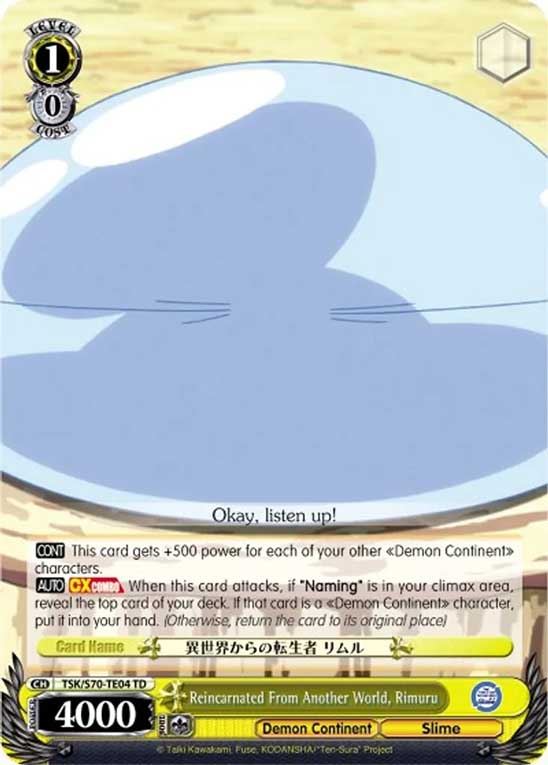 LEVEL
1
0
COST
Okay, listen up!
CONT This card gets +500 power for each of your other «Demon Continent»
characters.
AUTO CX COMBO When this card attacks, if "Naming" is in your climax area,
reveal the top card of your deck. If that card is a «Demon Continent» character,
put it into your hand. (Otherwise, return the card to its original place)
Card Name 異世界からの転生者 リムル
CH TSK/S70-TE04 TD
Reincarnated From Another World, Rimuru
POWER 4000 SOUL Demon Continent Slime
© Taiki Kawakami, Fuse, KODANSHA/"Ten-Sura" Project